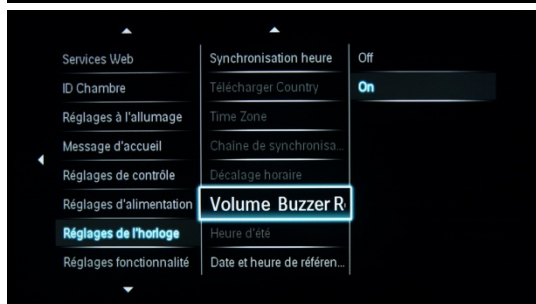 Services Web
ID Chambre
Réglages à l'allumage
Message d'accueil
Réglages de contrôle
Réglages d'alimentation
Réglages de l'horloge
Réglages fonctionnalité
Synchronisation heure
Télécharger Country
Time Zone
Chaîne de synchronisa...
Décalage horaire
Volume Buzzer R
Heure d'été
Date et heure de référen...
Off
On